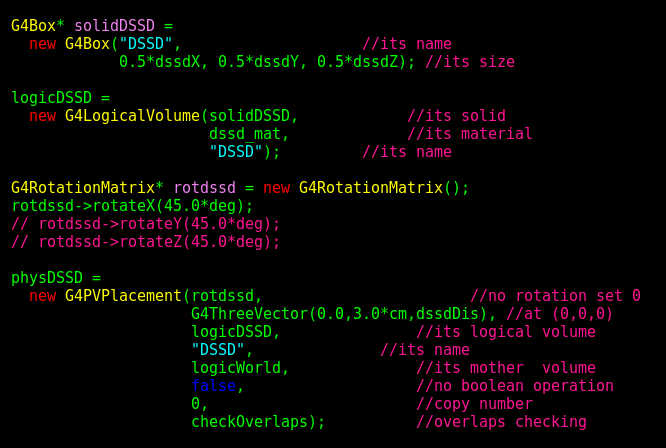 G4Box* solidDSSD =
  new G4Box("DSSD",                    //its name
            0.5*dssdX, 0.5*dssdY, 0.5*dssdZ); //its size

logicDSSD =
  new G4LogicalVolume(solidDSSD,            //its solid
                      dssd_mat,             //its material
                      "DSSD");         //its name

G4RotationMatrix* rotdssd = new G4RotationMatrix();
rotdssd->rotateX(45.0*deg);
// rotdssd->rotateY(45.0*deg);
// rotdssd->rotateZ(45.0*deg);

physDSSD =
  new G4PVPlacement(rotdssd,                       //no rotation set 0
                    G4ThreeVector(0.0,3.0*cm,dssdDis), //at (0,0,0)
                    logicDSSD,               //its logical volume
                    "DSSD",              //its name
                    logicWorld,              //its mother  volume
                    false,                   //no boolean operation
                    0,                       //copy number
                    checkOverlaps);          //overlaps checking